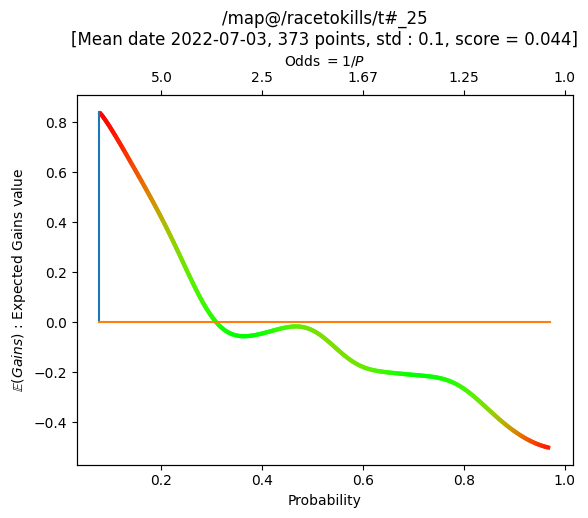 /map@/racetokills/t#_25
[Mean date 2022-07-03, 373 points, std : 0.1, score = 0.044]
Odds = 1/P
5.0 2.5 1.67 1.25 1.0
0.8
0.6
0.4
0.2
0.0
−0.2
−0.4
𝔼(Gains) : Expected Gains value
0.2 0.4 0.6 0.8 1.0
Probability